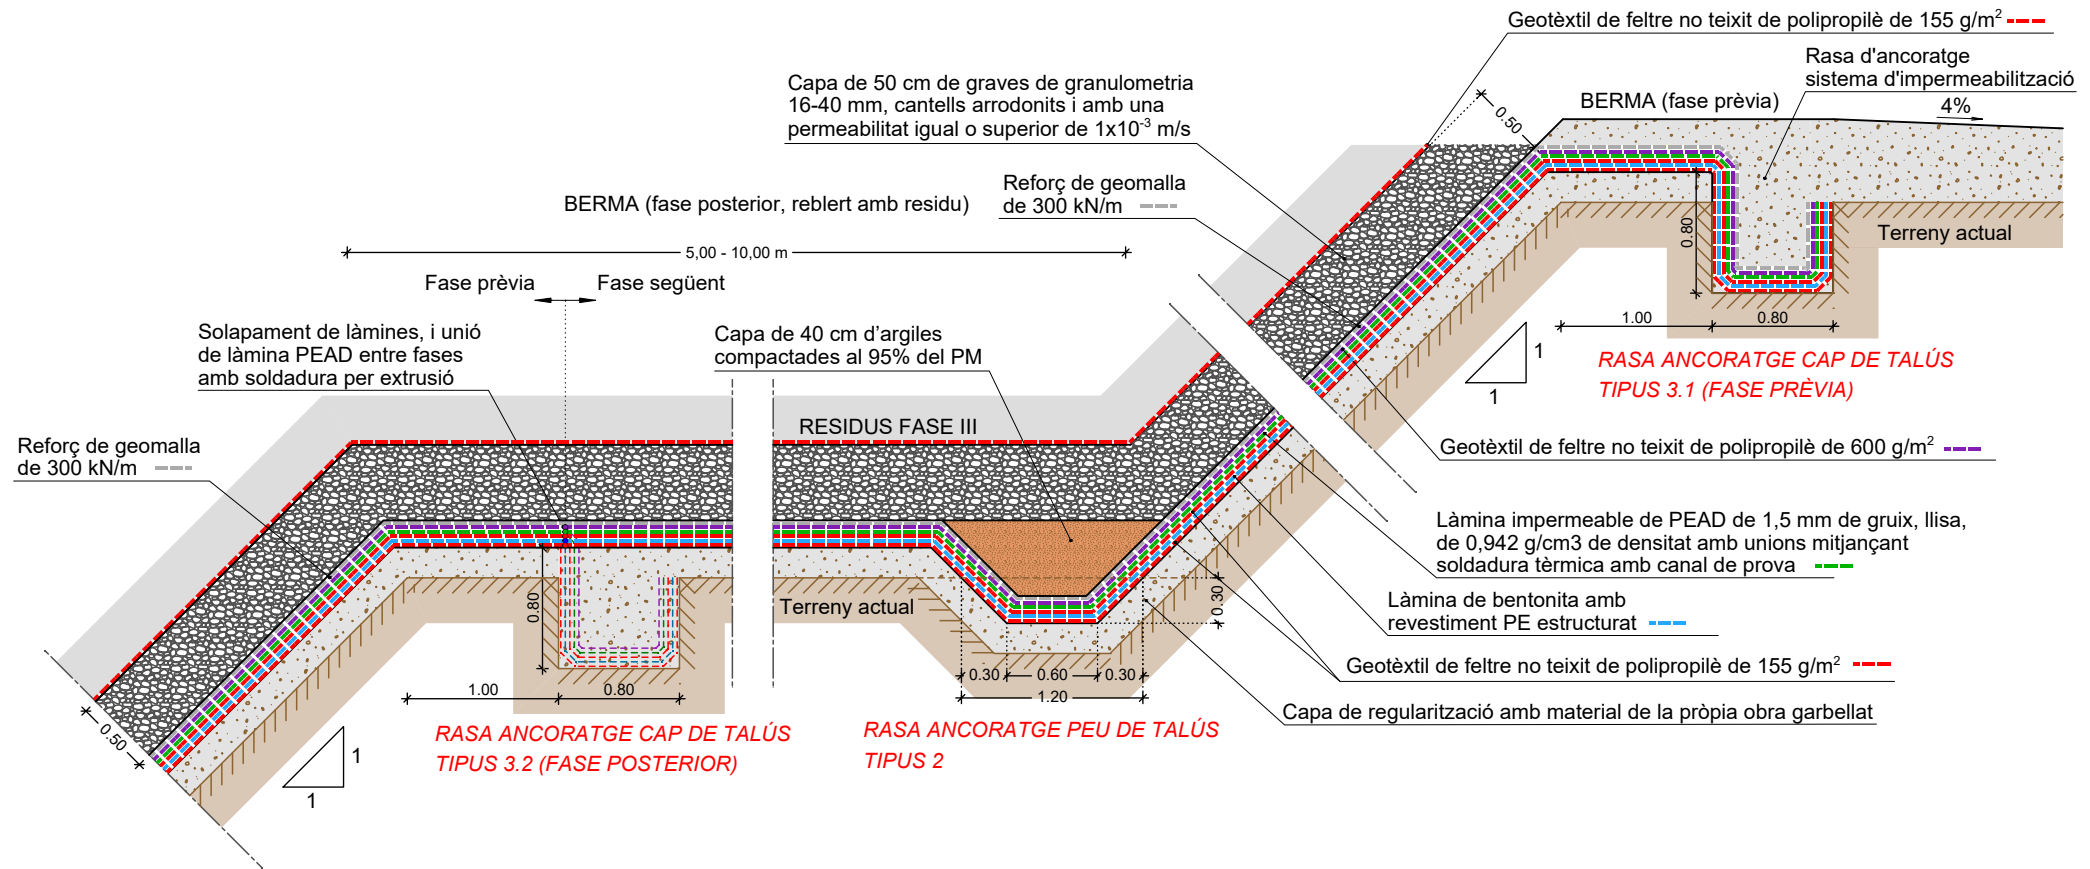 Geotèxtil de feltre no teixit de polipropilè de 155 g/m²
Rasa d'ancoratge
sistema d'impermeabilització
Capa de 50 cm de graves de granulometria
16-40 mm, cantells arrodonits i amb una
permeabilitat igual o superior de 1x10⁻³ m/s
0.50
BERMA (fase prèvia)
4%
Reforç de geomalla
de 300 kN/m
BERMA (fase posterior, reblert amb residu)
5,00 - 10,00 m
Fase prèvia
Fase següent
0.80
Terreny actual
1.00
0.80
1
1
RASA ANCORATGE CAP DE TALÚS
TIPUS 3.1 (FASE PRÈVIA)
Solapament de làmines, i unió
de làmina PEAD entre fases
amb soldadura per extrusió
Capa de 40 cm d’argiles
compactades al 95% del PM
RESIDUS FASE III
Reforç de geomalla
de 300 kN/m
Geotèxtil de feltre no teixit de polipropilè de 600 g/m²
Làmina impermeable de PEAD de 1,5 mm de gruix, llisa,
de 0,942 g/cm3 de densitat amb unions mitjançant
soldadura tèrmica amb canal de prova
Làmina de bentonita amb
revestiment PE estructurat
Geotèxtil de feltre no teixit de polipropilè de 155 g/m²
Capa de regularització amb material de la pròpia obra garbellat
0.80
Terreny actual
0.30
1.00
0.80
0.30
0.60
0.30
1.20
0.50
1
1
RASA ANCORATGE CAP DE TALÚS
TIPUS 3.2 (FASE POSTERIOR)
RASA ANCORATGE PEU DE TALÚS
TIPUS 2